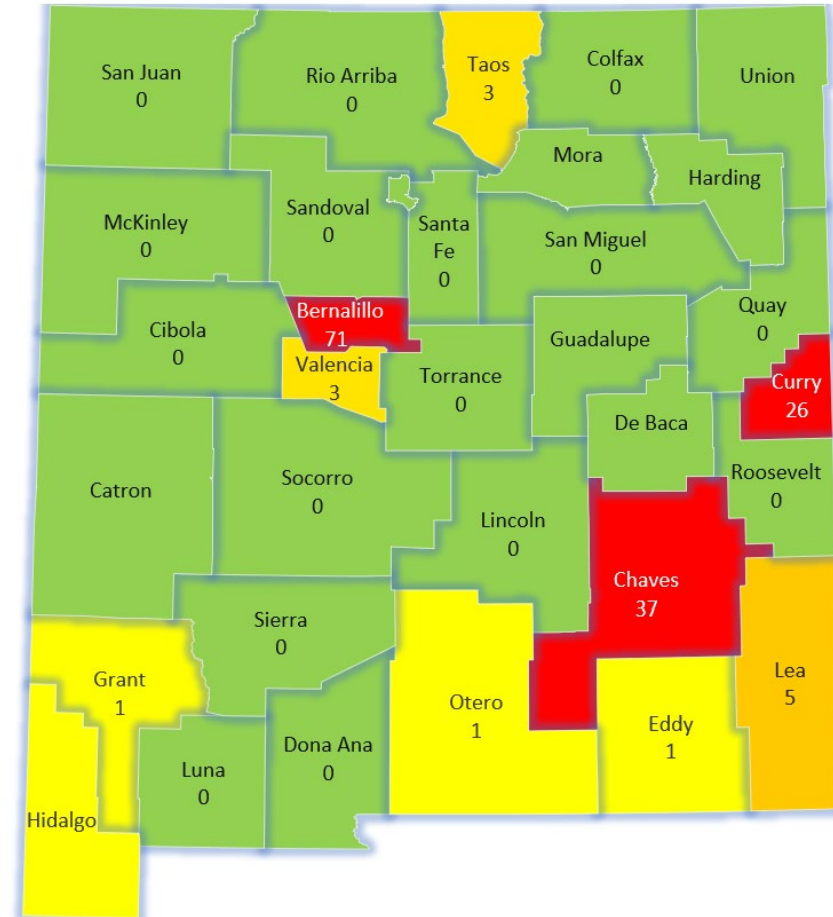 San Juan
0
Rio Arriba
0
Taos
3
Colfax
0
Union
Mora
Harding
McKinley
0
Sandoval
0
Santa
Fe
0
San Miguel
0
Cibola
0
Bernalillo
71
Valencia
3
Torrance
0
Guadalupe
Quay
0
Curry
26
De Baca
Catron
Socorro
0
Lincoln
0
Roosevelt
0
Chaves
37
Sierra
0
Grant
1
Otero
1
Eddy
1
Lea
5
Luna
0
Dona Ana
0
Hidalgo